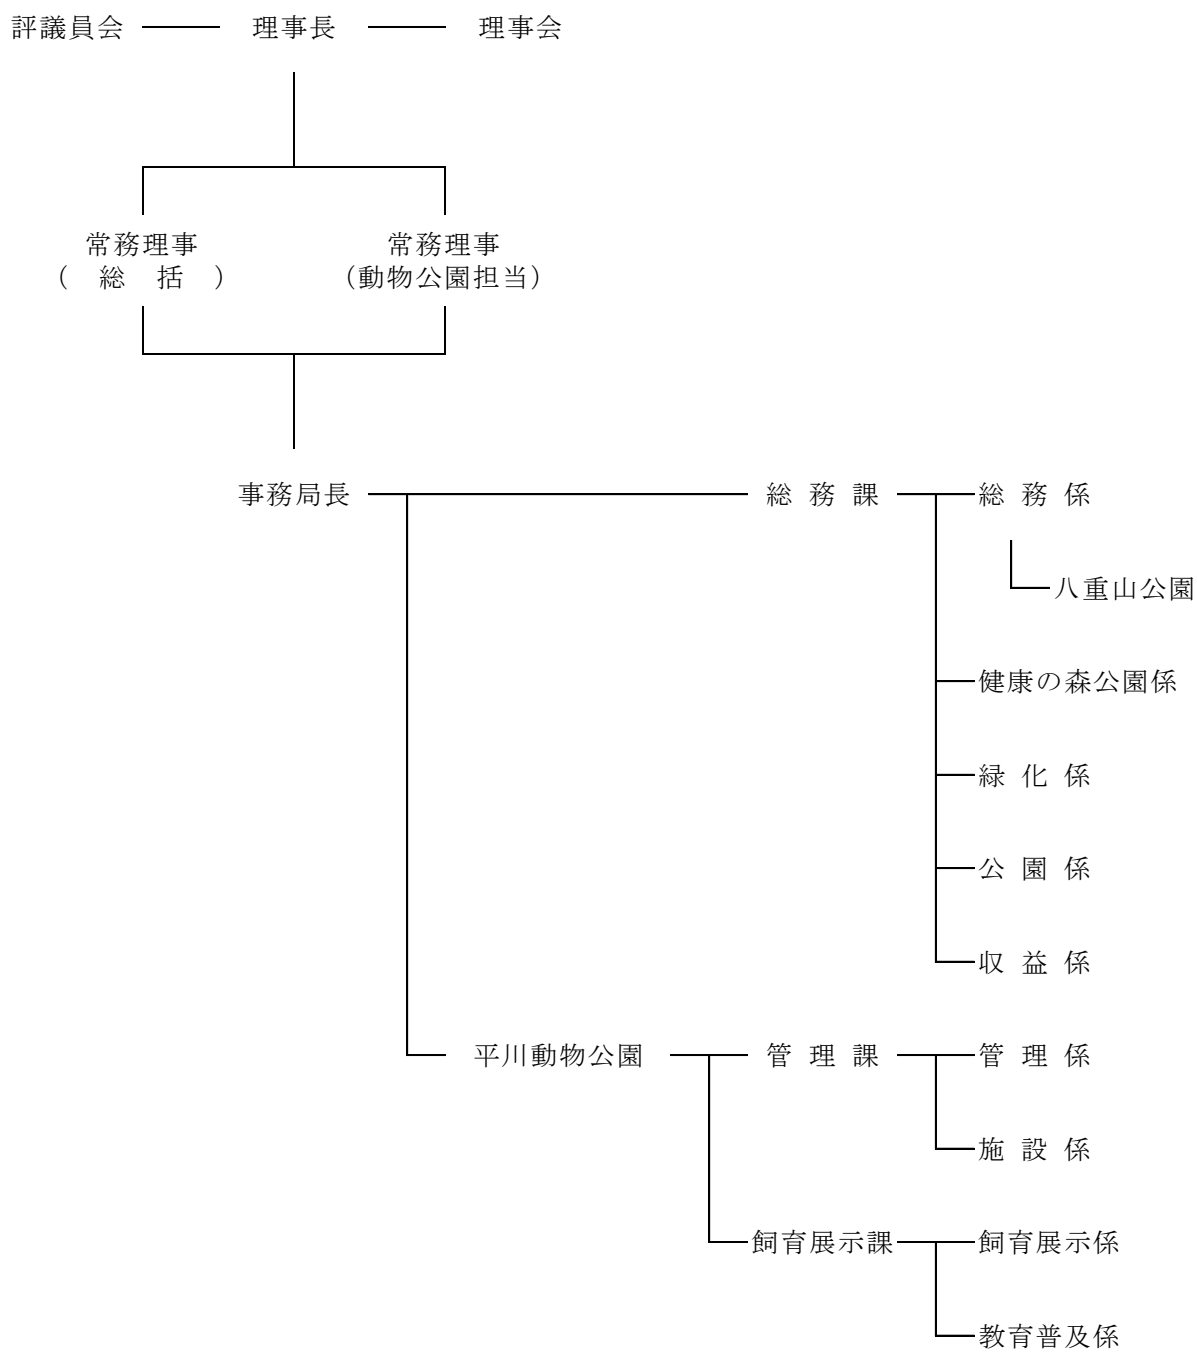 評議員会 理事長 理事会
常務理事 常務理事
(　総　括　) (動物公園担当)
事務局長 総 務 課 総 務 係
八重山公園
健康の森公園係
緑 化 係
公 園 係
収 益 係
平川動物公園 管 理 課 管 理 係
施 設 係
飼育展示課 飼育展示係
教育普及係